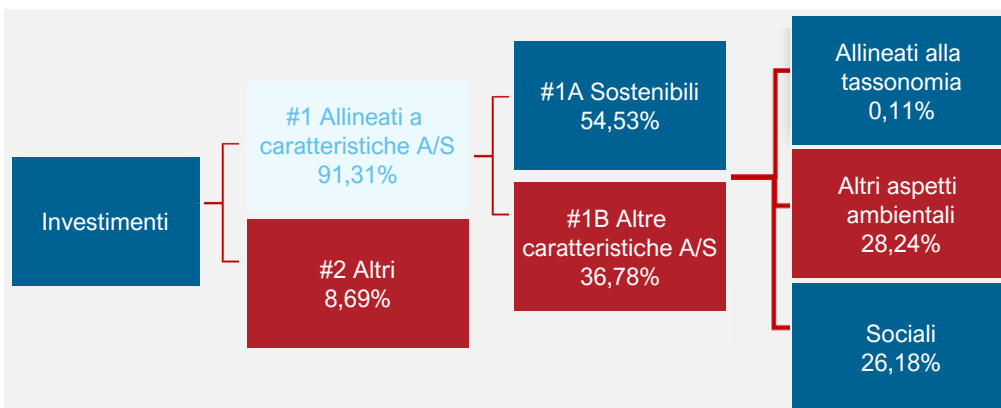 Investimenti
#1 Allineati a
caratteristiche A/S
91,31%
#2 Altri
8,69%
#1A Sostenibili
54,53%
#1B Altre
caratteristiche A/S
36,78%
Allineati alla
tassonomia
0,11%
Altri aspetti
ambientali
28,24%
Sociali
26,18%